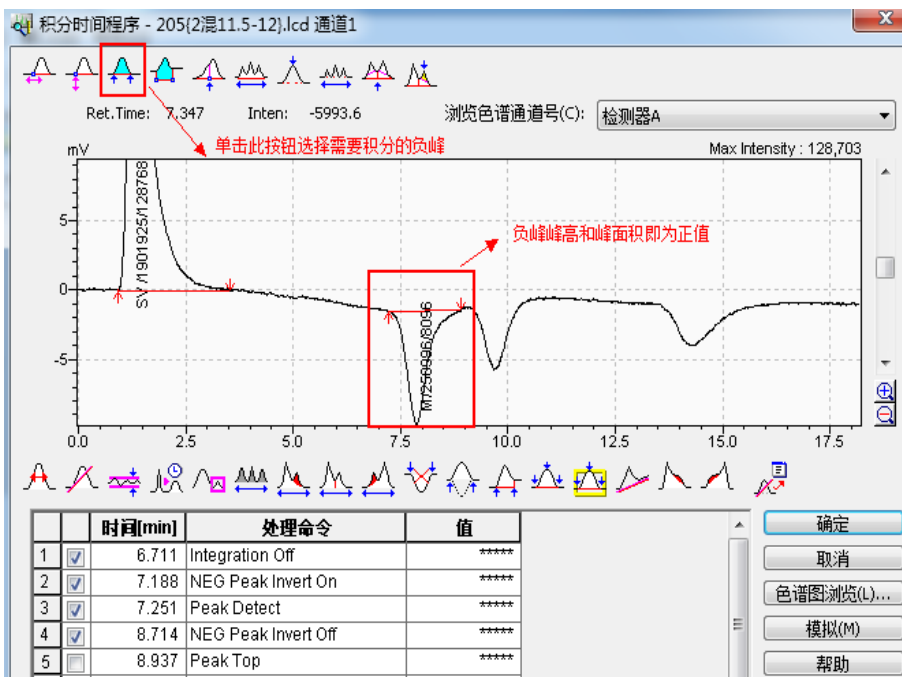 积分时间程序 - 205{2混11.5-12}.lcd 通道1
Ret.Time: 7.347 Inten: -5993.6 浏览色谱通道号(C): 检测器A
单击此按钮选择需要积分的负峰
mV Max Intensity : 128,703
SV /1901925/128768
5
0
-5
负峰峰高和峰面积即为正值
M/250996/8096
0.0 2.5 5.0 7.5 10.0 12.5 15.0 17.5
时间[min] 处理命令 值
1 6.711 Integration Off *****
2 7.188 NEG Peak Invert On *****
3 7.251 Peak Detect *****
4 8.714 NEG Peak Invert Off *****
5 8.937 Peak Top *****
确定
取消
色谱图浏览(L)...
模拟(M)
帮助